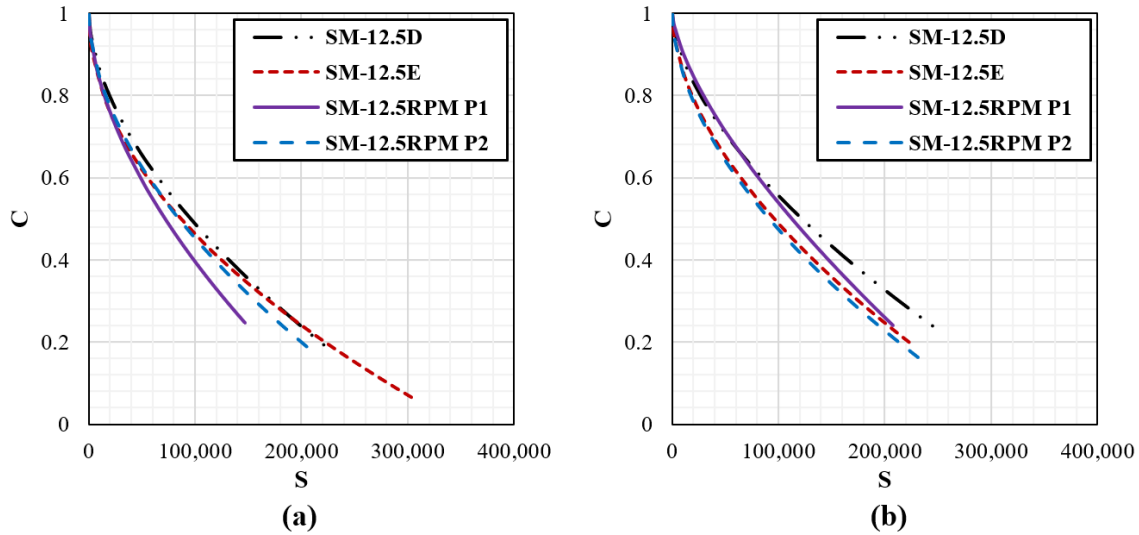 1
0.8
0.6
0.4
0.2
0
C
SM-12.5D
SM-12.5E
SM-12.5RPM P1
SM-12.5RPM P2
0 100,000 200,000 300,000 400,000
S
(a)
1
0.8
0.6
0.4
0.2
0
C
SM-12.5D
SM-12.5E
SM-12.5RPM P1
SM-12.5RPM P2
0 100,000 200,000 300,000 400,000
S
(b)